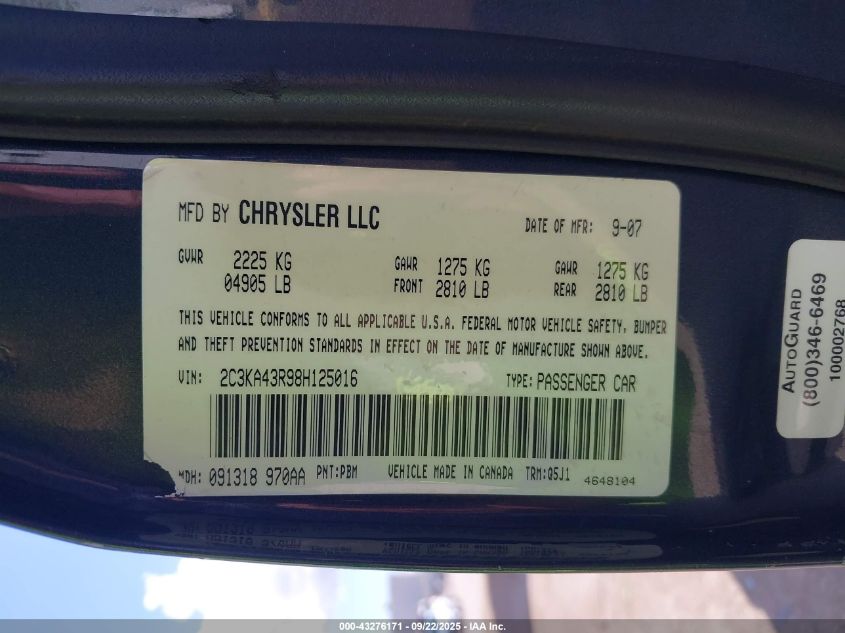 MFD BY CHRYSLER LLC DATE OF MFR: 9-07
GVWR 2225 KG GAWR 1275 KG GAWR 1275 KG
04905 LB FRONT 2810 LB REAR 2810 LB
THIS VEHICLE CONFORMS TO ALL APPLICABLE U.S.A. FEDERAL MOTOR VEHICLE SAFETY, BUMPER
AND THEFT PREVENTION STANDARDS IN EFFECT ON THE DATE OF MANUFACTURE SHOWN ABOVE.
VIN: 2C3KA43R98H125016 TYPE: PASSENGER CAR
MDH: 091318 970AA PNT:PBM VEHICLE MADE IN CANADA TRM:Q5J1 4648104
AUTOGUARD
(800)346-6469
100002768
000-43276171 - 09/22/2025 - IAA Inc.